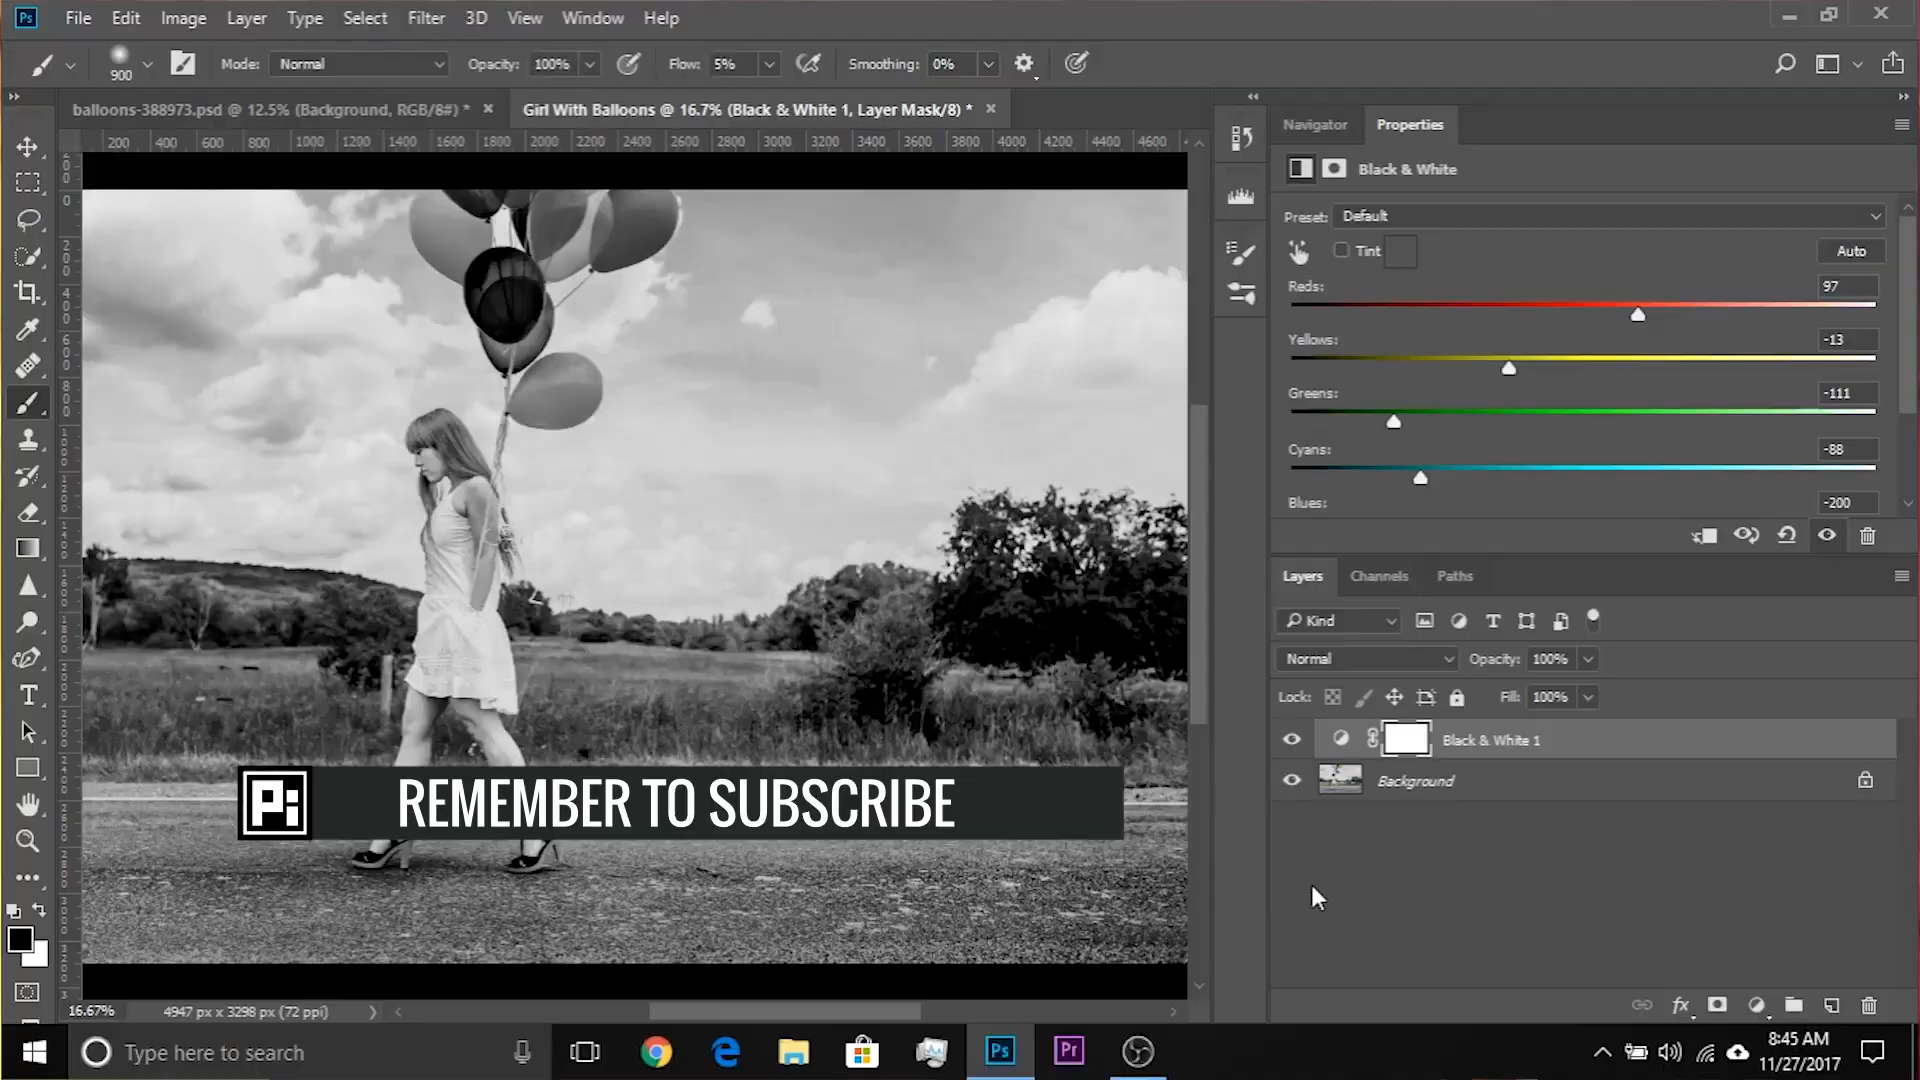 Ps File Edit Image Layer Type Select Filter 3D View Window Help
900 Mode: Normal Opacity: 100% Flow: 5% Smoothing: 0%
balloons-388973.psd @ 12.5% (Background, RGB/8#) *
Girl With Balloons @ 16.7% (Black & White 1, Layer Mask/8) *
200 400 600 800 1000 1200 1400 1600 1800 2000 2200 2400 2600 2800 3000 3200 3400 3600 3800 4000 4200 4400 4600
Navigator Properties
Black & White
Preset: Default
Tint Auto
Reds: 97
Yellows: -13
Greens: -111
Cyans: -88
Blues: -200
Layers Channels Paths
Kind
Normal Opacity: 100%
Lock: Fill: 100%
Black & White 1
Background
Pi REMEMBER TO SUBSCRIBE
16.67% 4947 px x 3298 px (72 ppi)
fx
Type here to search
Ps Pr
8:45 AM
11/27/2017